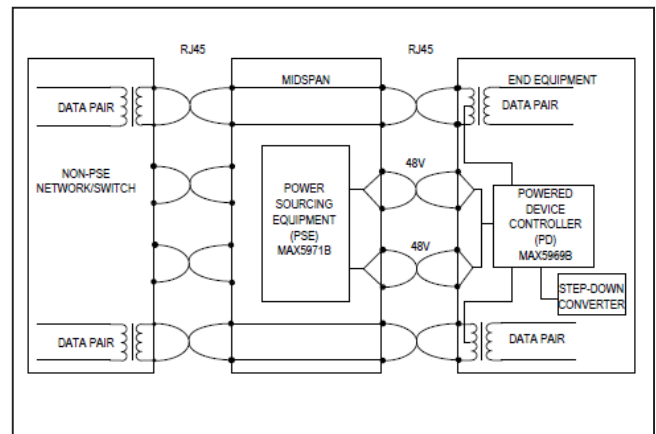 RJ45
RJ45
MIDSPAN
END EQUIPMENT
DATA PAIR
DATA PAIR
NON-PSE
NETWORK/SWITCH
POWER
SOURCING
EQUIPMENT
(PSE)
MAX5971B
48V
48V
POWERED
DEVICE
CONTROLLER
(PD)
MAX5969B
STEP-DOWN
CONVERTER
DATA PAIR
DATA PAIR